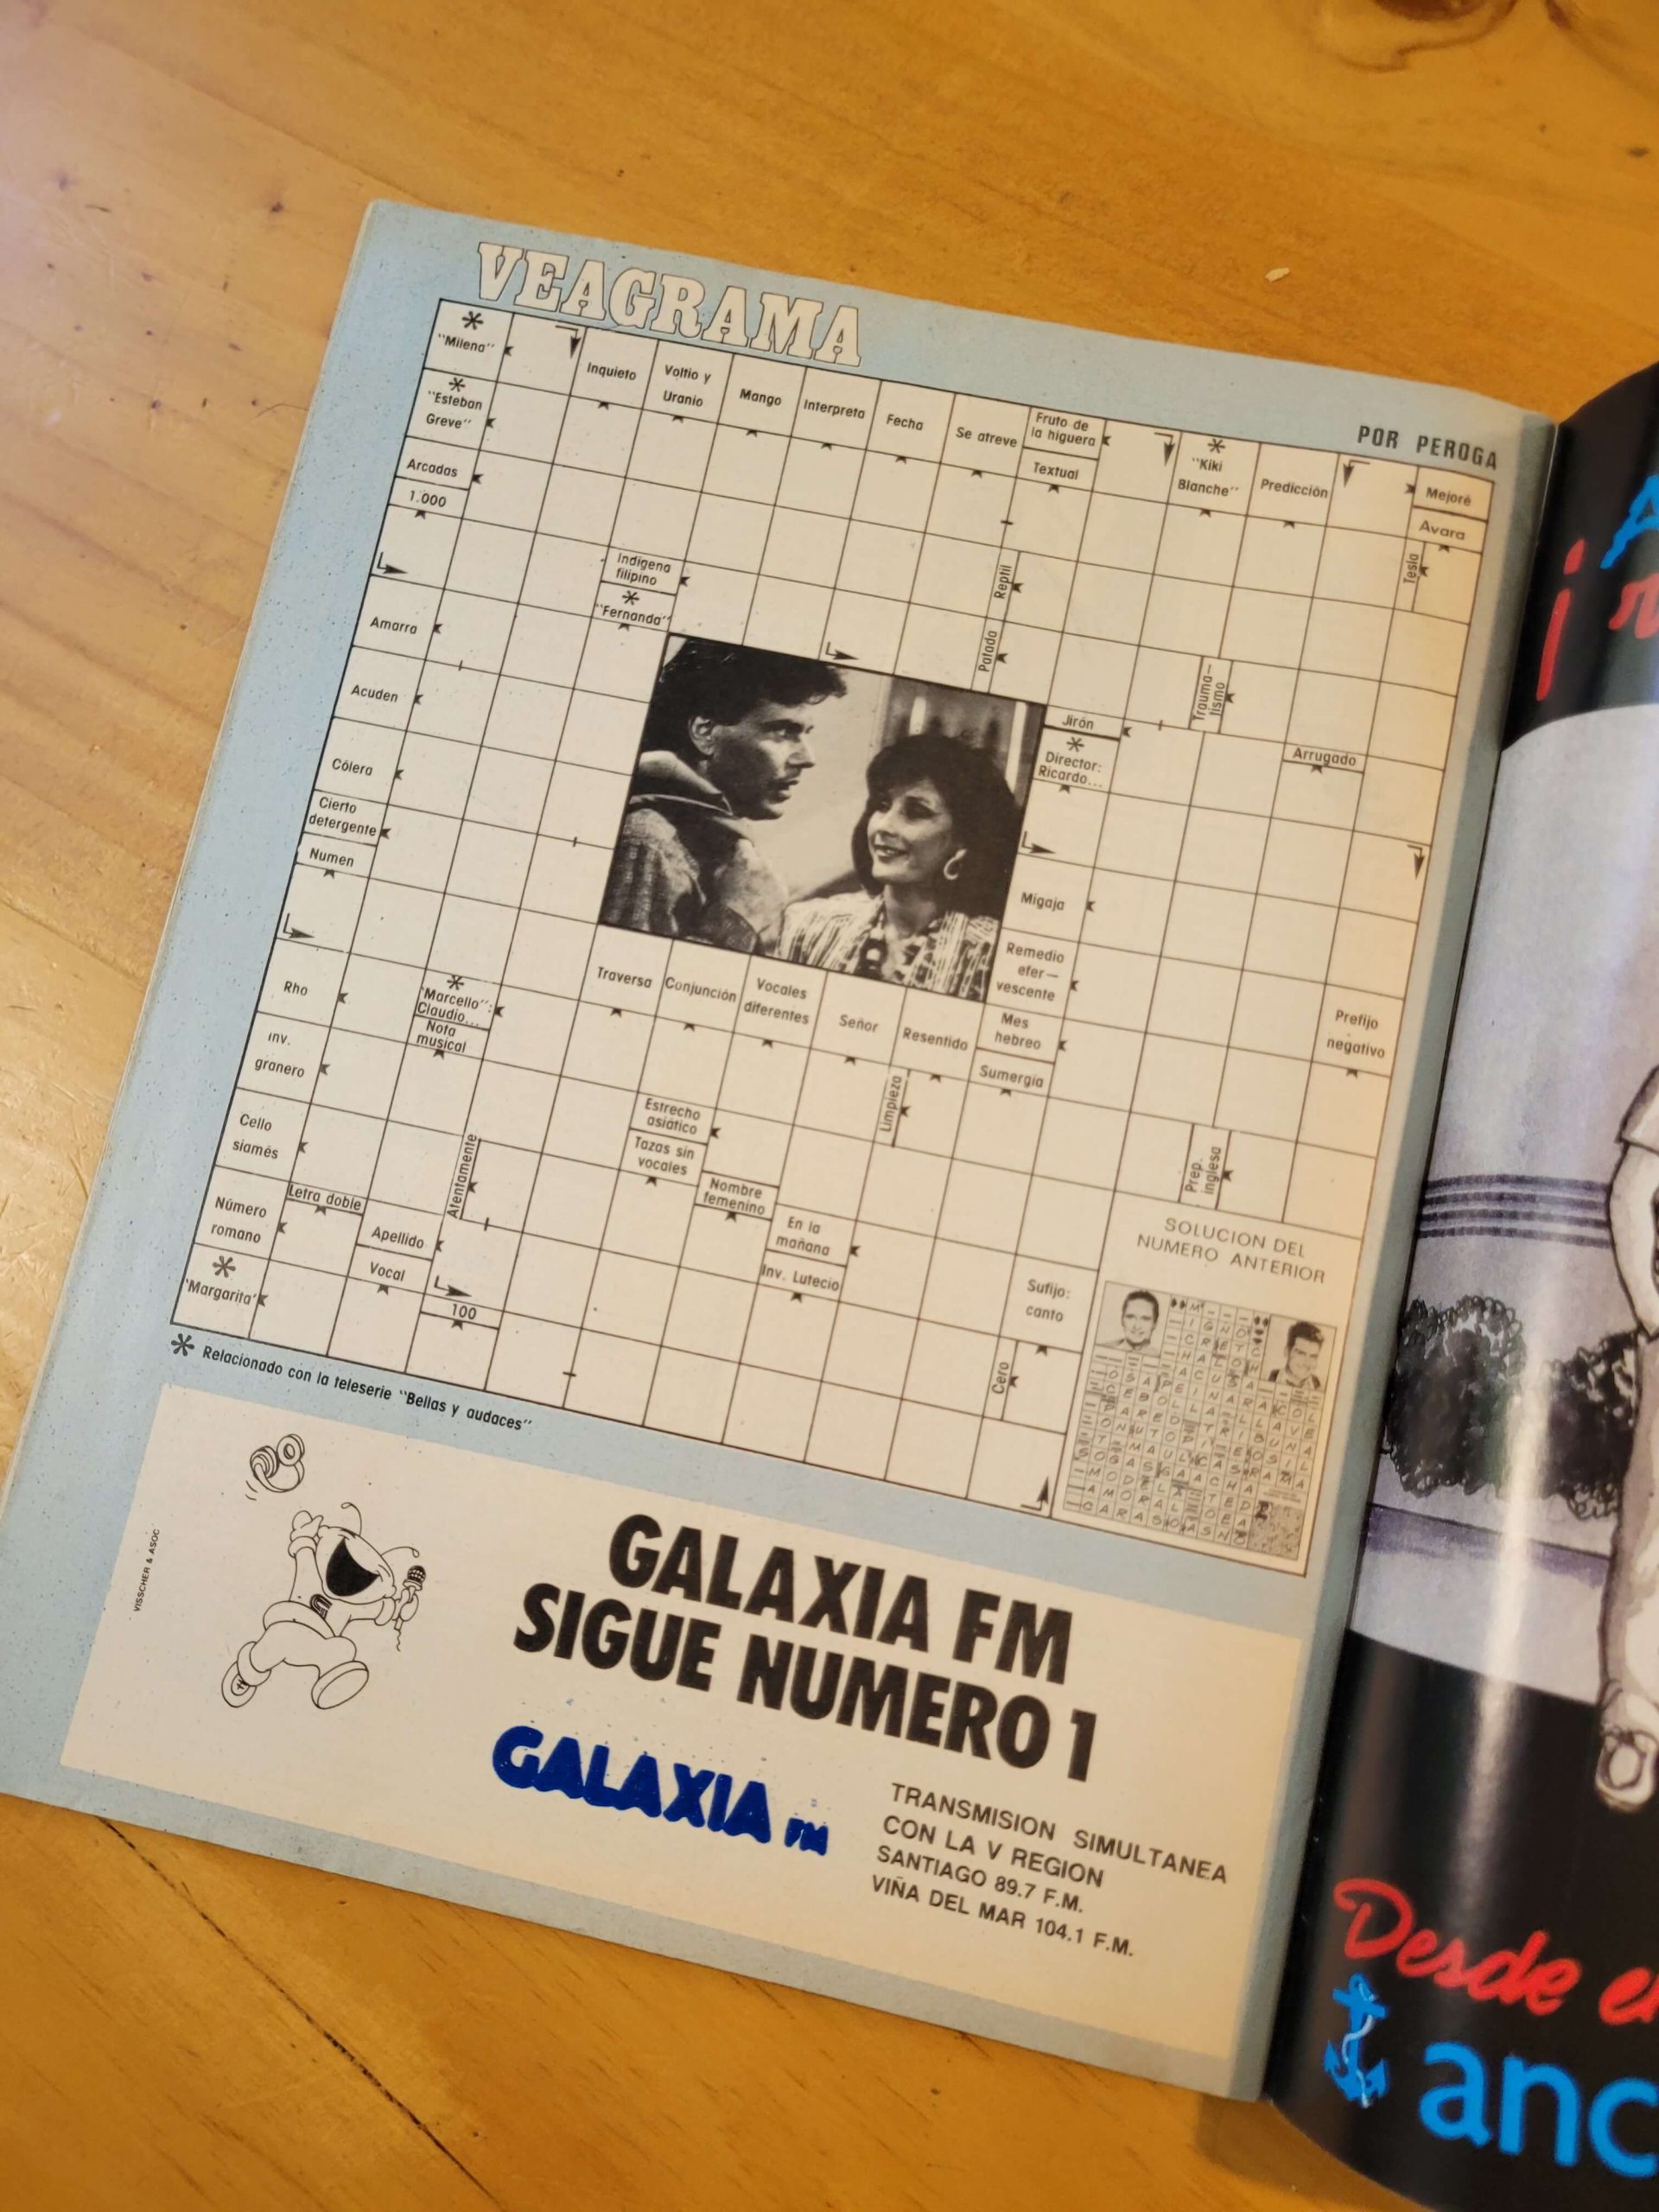 VEAGRAMA
POR PEROGA
*
"Milena"
Inquieto
Voltio y
Uranio
Mango
Interpreta
Fecha
Se atreve
Fruto de
la higuera
Textual
*
"Kiki
Blanche"
Predicción
Mejoré
Avara
*
"Esteban
Greve"
Arcadas
1.000
Indígena
filipino
*
"Fernanda"
Reptil
Tesla
Amarra
Patada
Trauma-
tismo
Acuden
Jirón
*
Director:
Ricardo...
Arrugado
Cólera
Cierto
detergente
Numen
Migaja
Remedio
efer-
vescente
Rho
*
"Marcello":
Claudio...
Nota
musical
Traversa
Conjunción
Vocales
diferentes
Señor
Resentido
Mes
hebreo
Sumergía
Prefijo
negativo
inv.
granero
Estrecho
asiático
Tazas sin
vocales
Limpieza
Cello
siamés
Atentamente
Nombre
femenino
Prep.
inglesa
Número
romano
Letra doble
Apellido
Vocal
100
En la
mañana
Inv. Lutecio
Sufijo:
canto
Cero
*
'Margarita'
SOLUCION DEL
NUMERO ANTERIOR
* Relacionado con la teleserie "Bellas y audaces"
VISSCHER & ASOC
GALAXIA FM
SIGUE NUMERO 1
GALAXIA FM
TRANSMISION SIMULTANEA
CON LA V REGION
SANTIAGO 89.7 F.M.
VIÑA DEL MAR 104.1 F.M.
Desde
anc